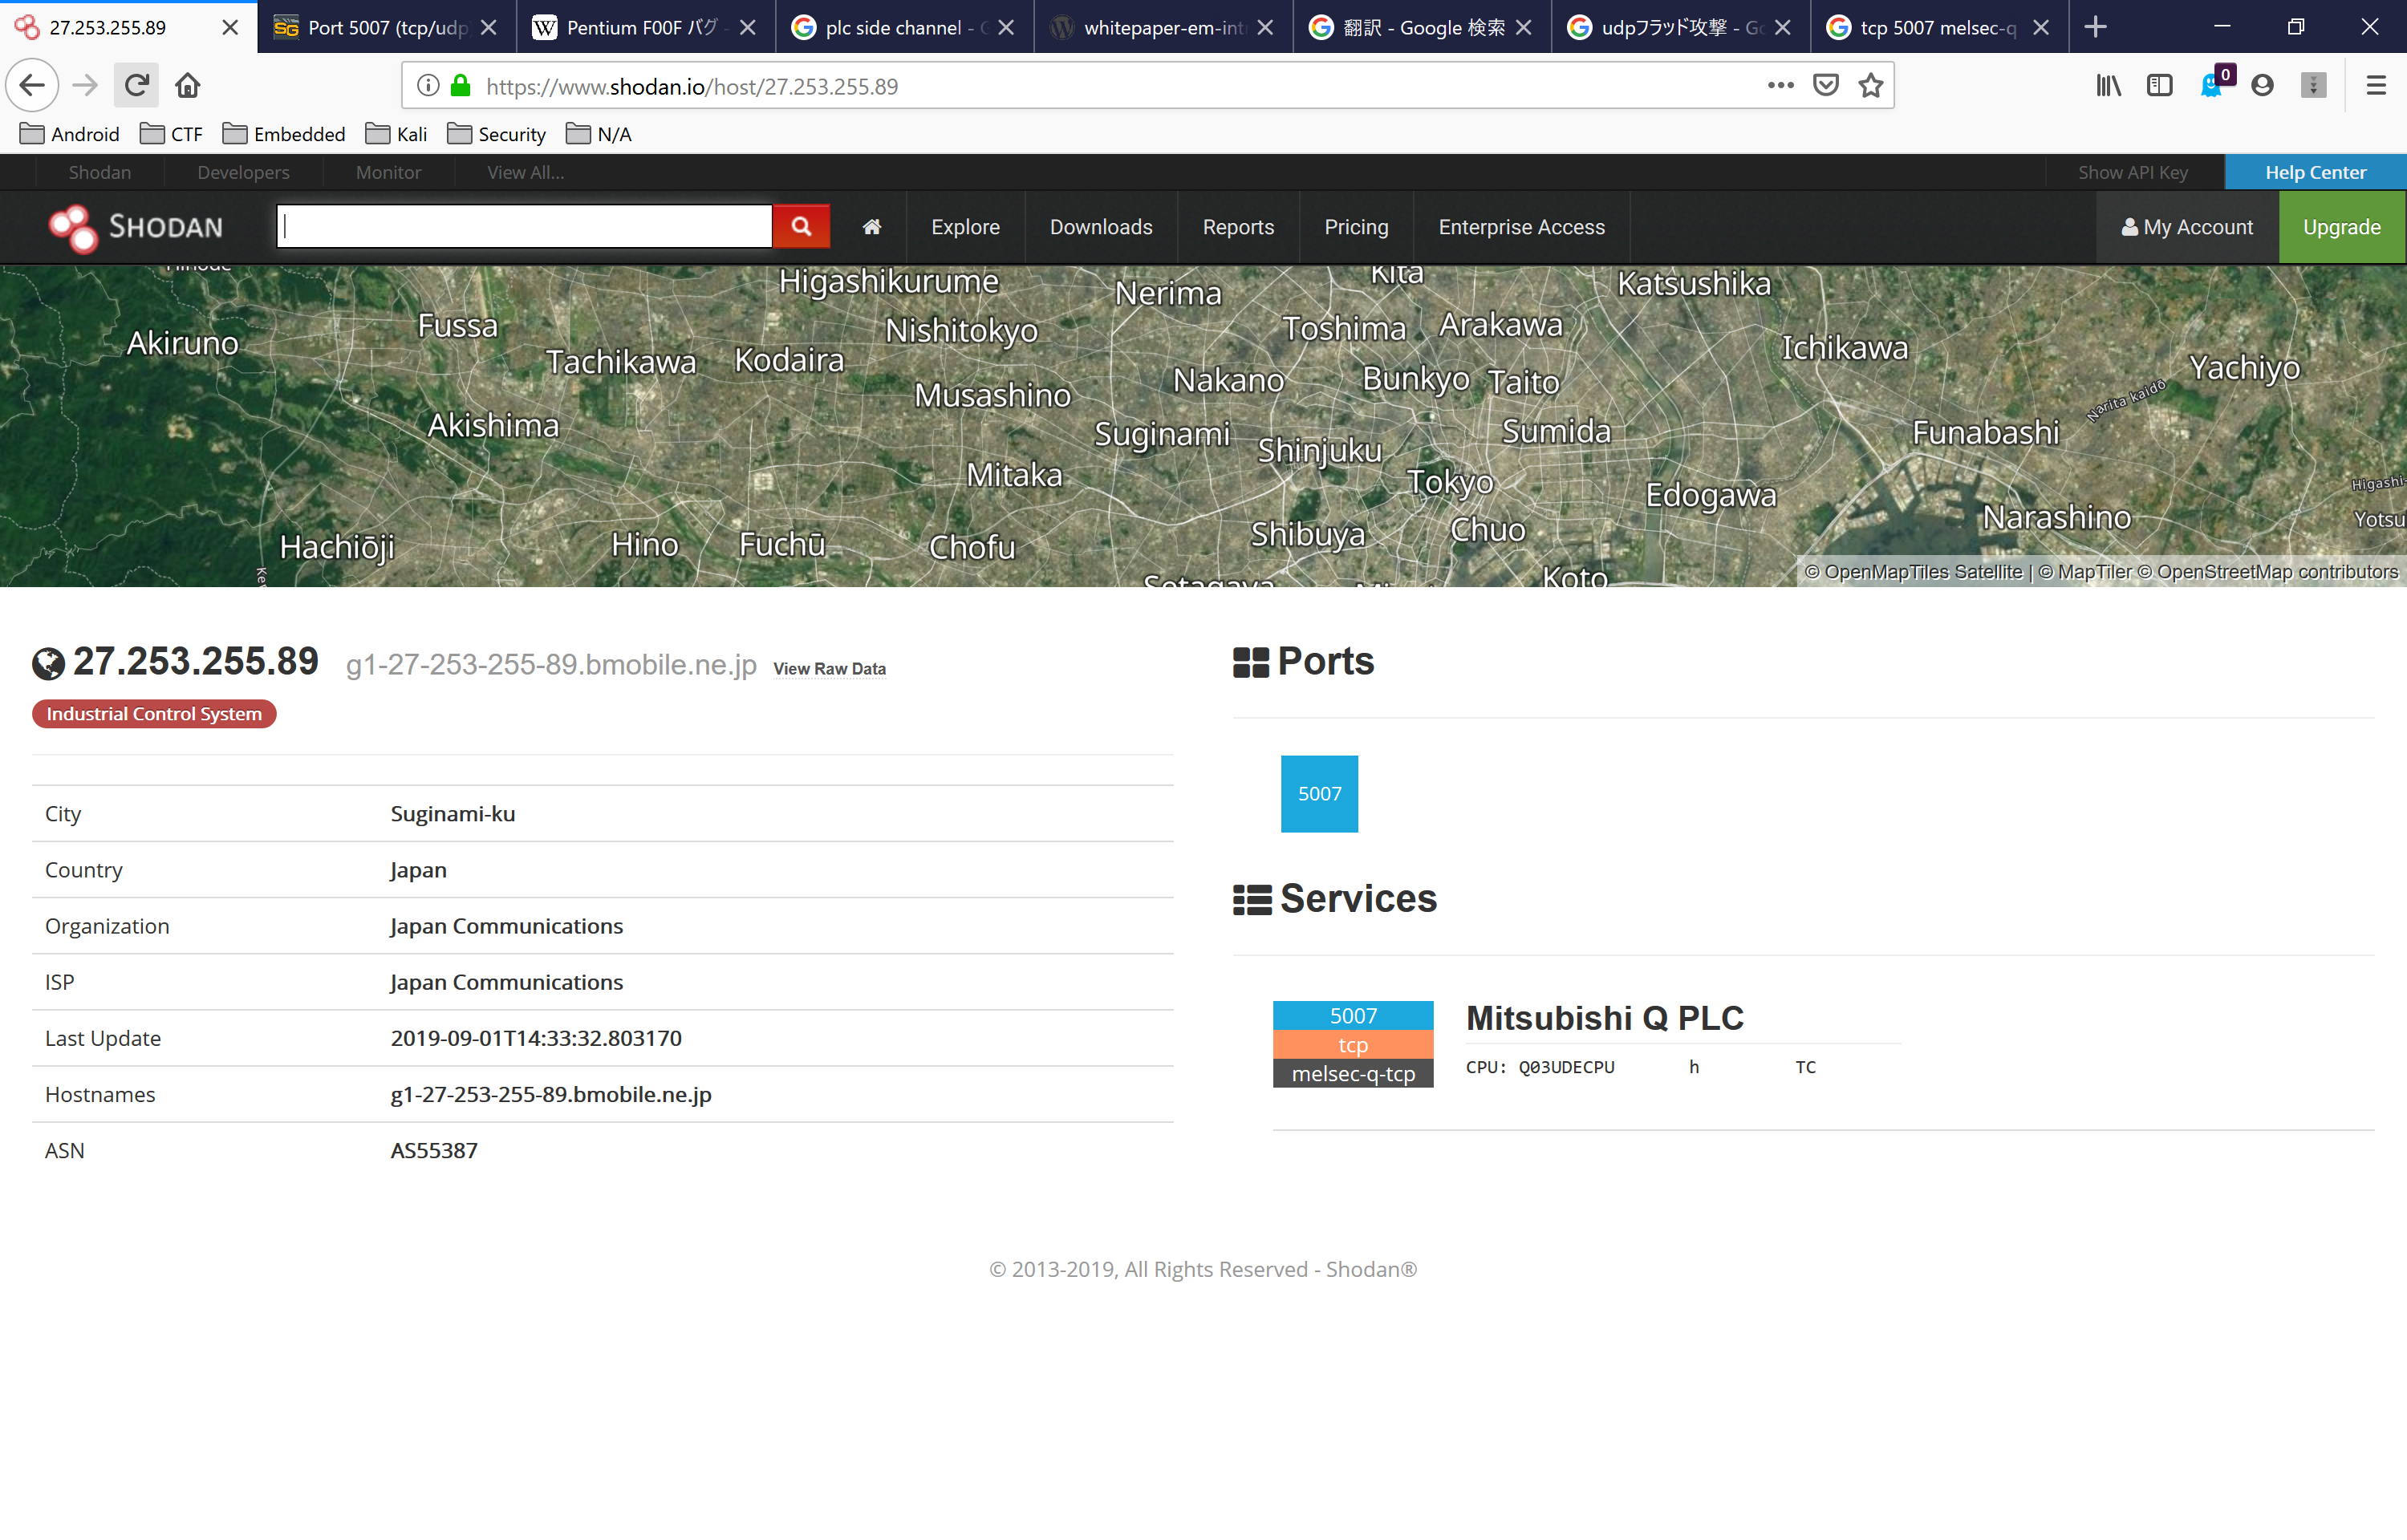 27.253.255.89
Port 5007 (tcp/udp
Pentium F00F バグ -
plc side channel - G
whitepaper-em-int
翻訳 - Google 検索
udpフラッド攻撃 - Go
tcp 5007 melsec-q
https://www.shodan.io/host/27.253.255.89
0
Android
CTF
Embedded
Kali
Security
N/A
Shodan
Developers
Monitor
View All...
Show API Key
Help Center
SHODAN
Explore
Downloads
Reports
Pricing
Enterprise Access
My Account
Upgrade
Higashikurume
Nerima
Kita
Katsushika
Fussa
Akiruno
Nishitokyo
Toshima
Arakawa
Ichikawa
Tachikawa
Kodaira
Yachiyo
Nakano
Bunkyo
Taito
Musashino
Narita kaidō
Akishima
Suginami
Shinjuku
Sumida
Funabashi
Mitaka
Tokyo
Edogawa
Higashi-
Hachiōji
Hino
Fuchū
Chofu
Shibuya
Chuo
Narashino
Yotsu
Setagaya
Koto
© OpenMapTiles Satellite | © MapTiler © OpenStreetMap contributors
27.253.255.89 g1-27-253-255-89.bmobile.ne.jp View Raw Data
Industrial Control System
City Suginami-ku
Country Japan
Organization Japan Communications
ISP Japan Communications
Last Update 2019-09-01T14:33:32.803170
Hostnames g1-27-253-255-89.bmobile.ne.jp
ASN AS55387
Ports
5007
Services
5007
tcp
melsec-q-tcp
Mitsubishi Q PLC
CPU: Q03UDECPU h TC
© 2013-2019, All Rights Reserved - Shodan®